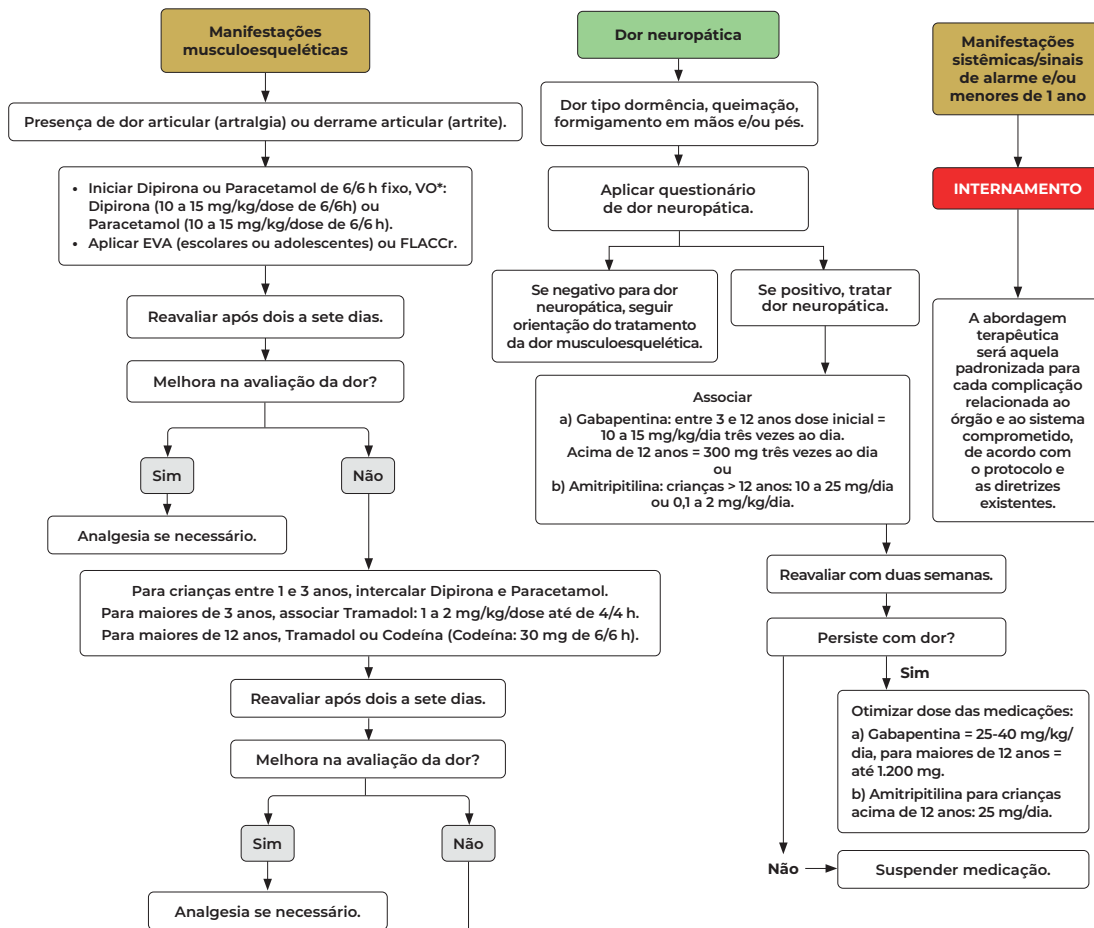 Manifestações
musculoesqueléticas
Presença de dor articular (artralgia) ou derrame articular (artrite).
• Iniciar Dipirona ou Paracetamol de 6/6 h fixo, VO*:
Dipirona (10 a 15 mg/kg/dose de 6/6h) ou
Paracetamol (10 a 15 mg/kg/dose de 6/6 h).
• Aplicar EVA (escolares ou adolescentes) ou FLACCr.
Reavaliar após dois a sete dias.
Melhora na avaliação da dor?
Sim
Não
Analgesia se necessário.
Para crianças entre 1 e 3 anos, intercalar Dipirona e Paracetamol.
Para maiores de 3 anos, associar Tramadol: 1 a 2 mg/kg/dose até de 4/4 h.
Para maiores de 12 anos, Tramadol ou Codeína (Codeína: 30 mg de 6/6 h).
Reavaliar após dois a sete dias.
Melhora na avaliação da dor?
Sim
Não
Analgesia se necessário.
Dor neuropática
Dor tipo dormência, queimação,
formigamento em mãos e/ou pés.
Aplicar questionário
de dor neuropática.
Se negativo para dor
neuropática, seguir
orientação do tratamento
da dor musculoesquelética.
Se positivo, tratar
dor neuropática.
Associar
a) Gabapentina: entre 3 e 12 anos dose inicial =
10 a 15 mg/kg/dia três vezes ao dia.
Acima de 12 anos = 300 mg três vezes ao dia
ou
b) Amitripitilina: crianças > 12 anos: 10 a 25 mg/dia
ou 0,1 a 2 mg/kg/dia.
Reavaliar com duas semanas.
Persiste com dor?
Sim
Otimizar dose das medicações:
a) Gabapentina = 25-40 mg/kg/
dia, para maiores de 12 anos =
até 1.200 mg.
b) Amitripitilina para crianças
acima de 12 anos: 25 mg/dia.
Não
Suspender medicação.
Manifestações
sistêmicas/sinais
de alarme e/ou
menores de 1 ano
INTERNAMENTO
A abordagem
terapêutica
será aquela
padronizada para
cada complicação
relacionada ao
órgão e ao sistema
comprometido,
de acordo com
o protocolo e
as diretrizes
existentes.